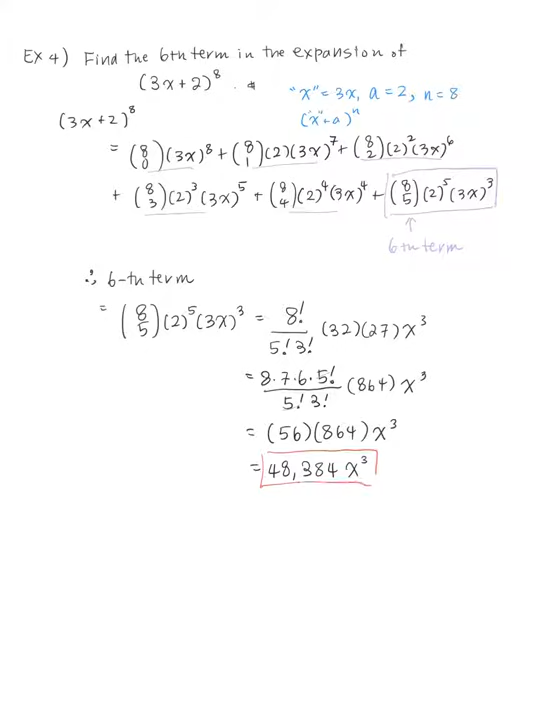 Ex 4) Find the 6th term in the expansion of
(3x+2)⁸.
"x" = 3x, a = 2, n = 8
("x"+a)ⁿ
(3x+2)⁸
= (8 0)(3x)⁸ + (8 1)(2)(3x)⁷ + (8 2)(2)²(3x)⁶
+ (8 3)(2)³(3x)⁵ + (8 4)(2)⁴(3x)⁴ + (8 5)(2)⁵(3x)³
↑
6th term
∴ 6-th term
= (8 5)(2)⁵(3x)³ = 8!/5!3! (32)(27)x³
= 8·7·6·5!/5!3! (864) x³
= (56)(864)x³
= 48,384 x³